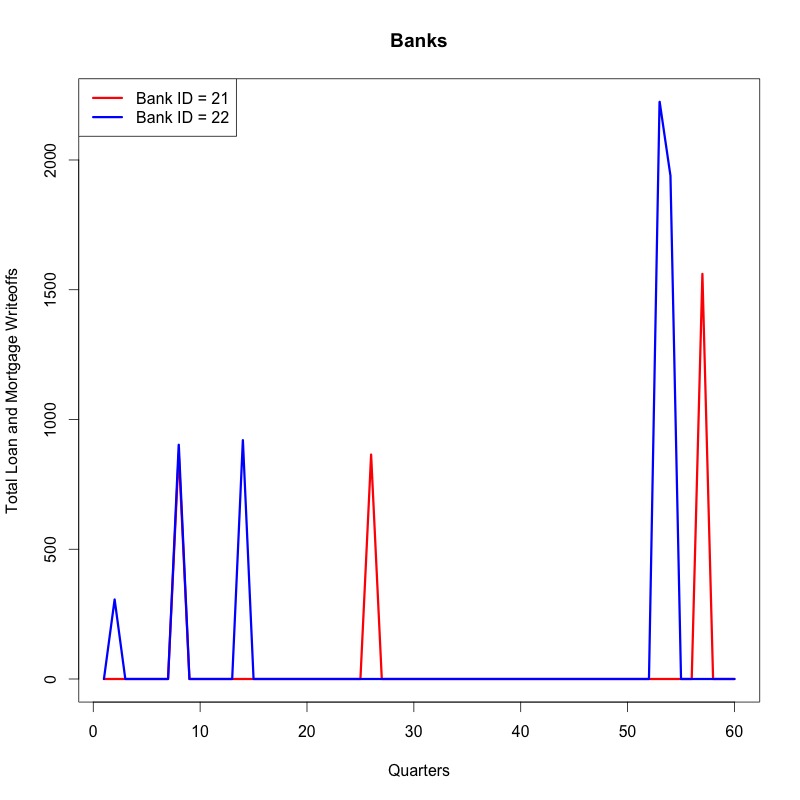 Banks
Bank ID = 21
Bank ID = 22
Total Loan and Mortgage Writeoffs
2000
1500
1000
500
0
0 10 20 30 40 50 60
Quarters